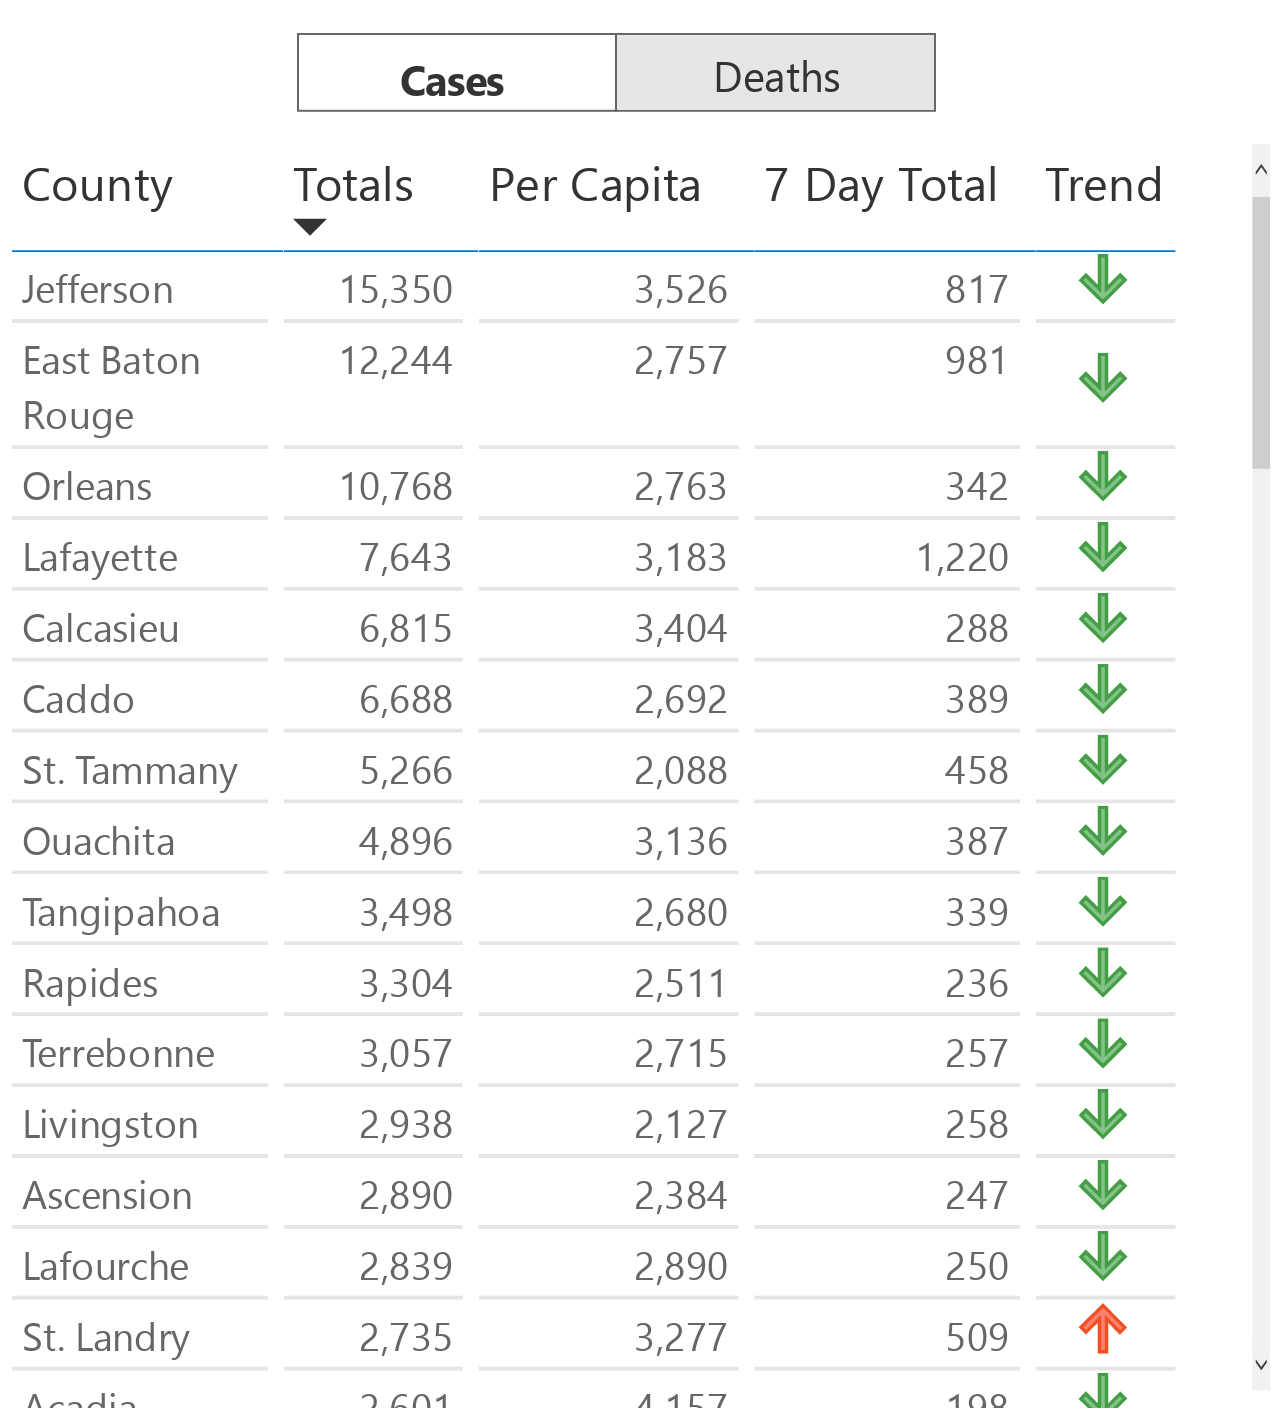 Cases Deaths
County Totals Per Capita 7 Day Total Trend
Jefferson 15,350 3,526 817
East Baton 12,244 2,757 981
Rouge
Orleans 10,768 2,763 342
Lafayette 7,643 3,183 1,220
Calcasieu 6,815 3,404 288
Caddo 6,688 2,692 389
St. Tammany 5,266 2,088 458
Ouachita 4,896 3,136 387
Tangipahoa 3,498 2,680 339
Rapides 3,304 2,511 236
Terrebonne 3,057 2,715 257
Livingston 2,938 2,127 258
Ascension 2,890 2,384 247
Lafourche 2,839 2,890 250
St. Landry 2,735 3,277 509
Acadia 2,601 4,157 198